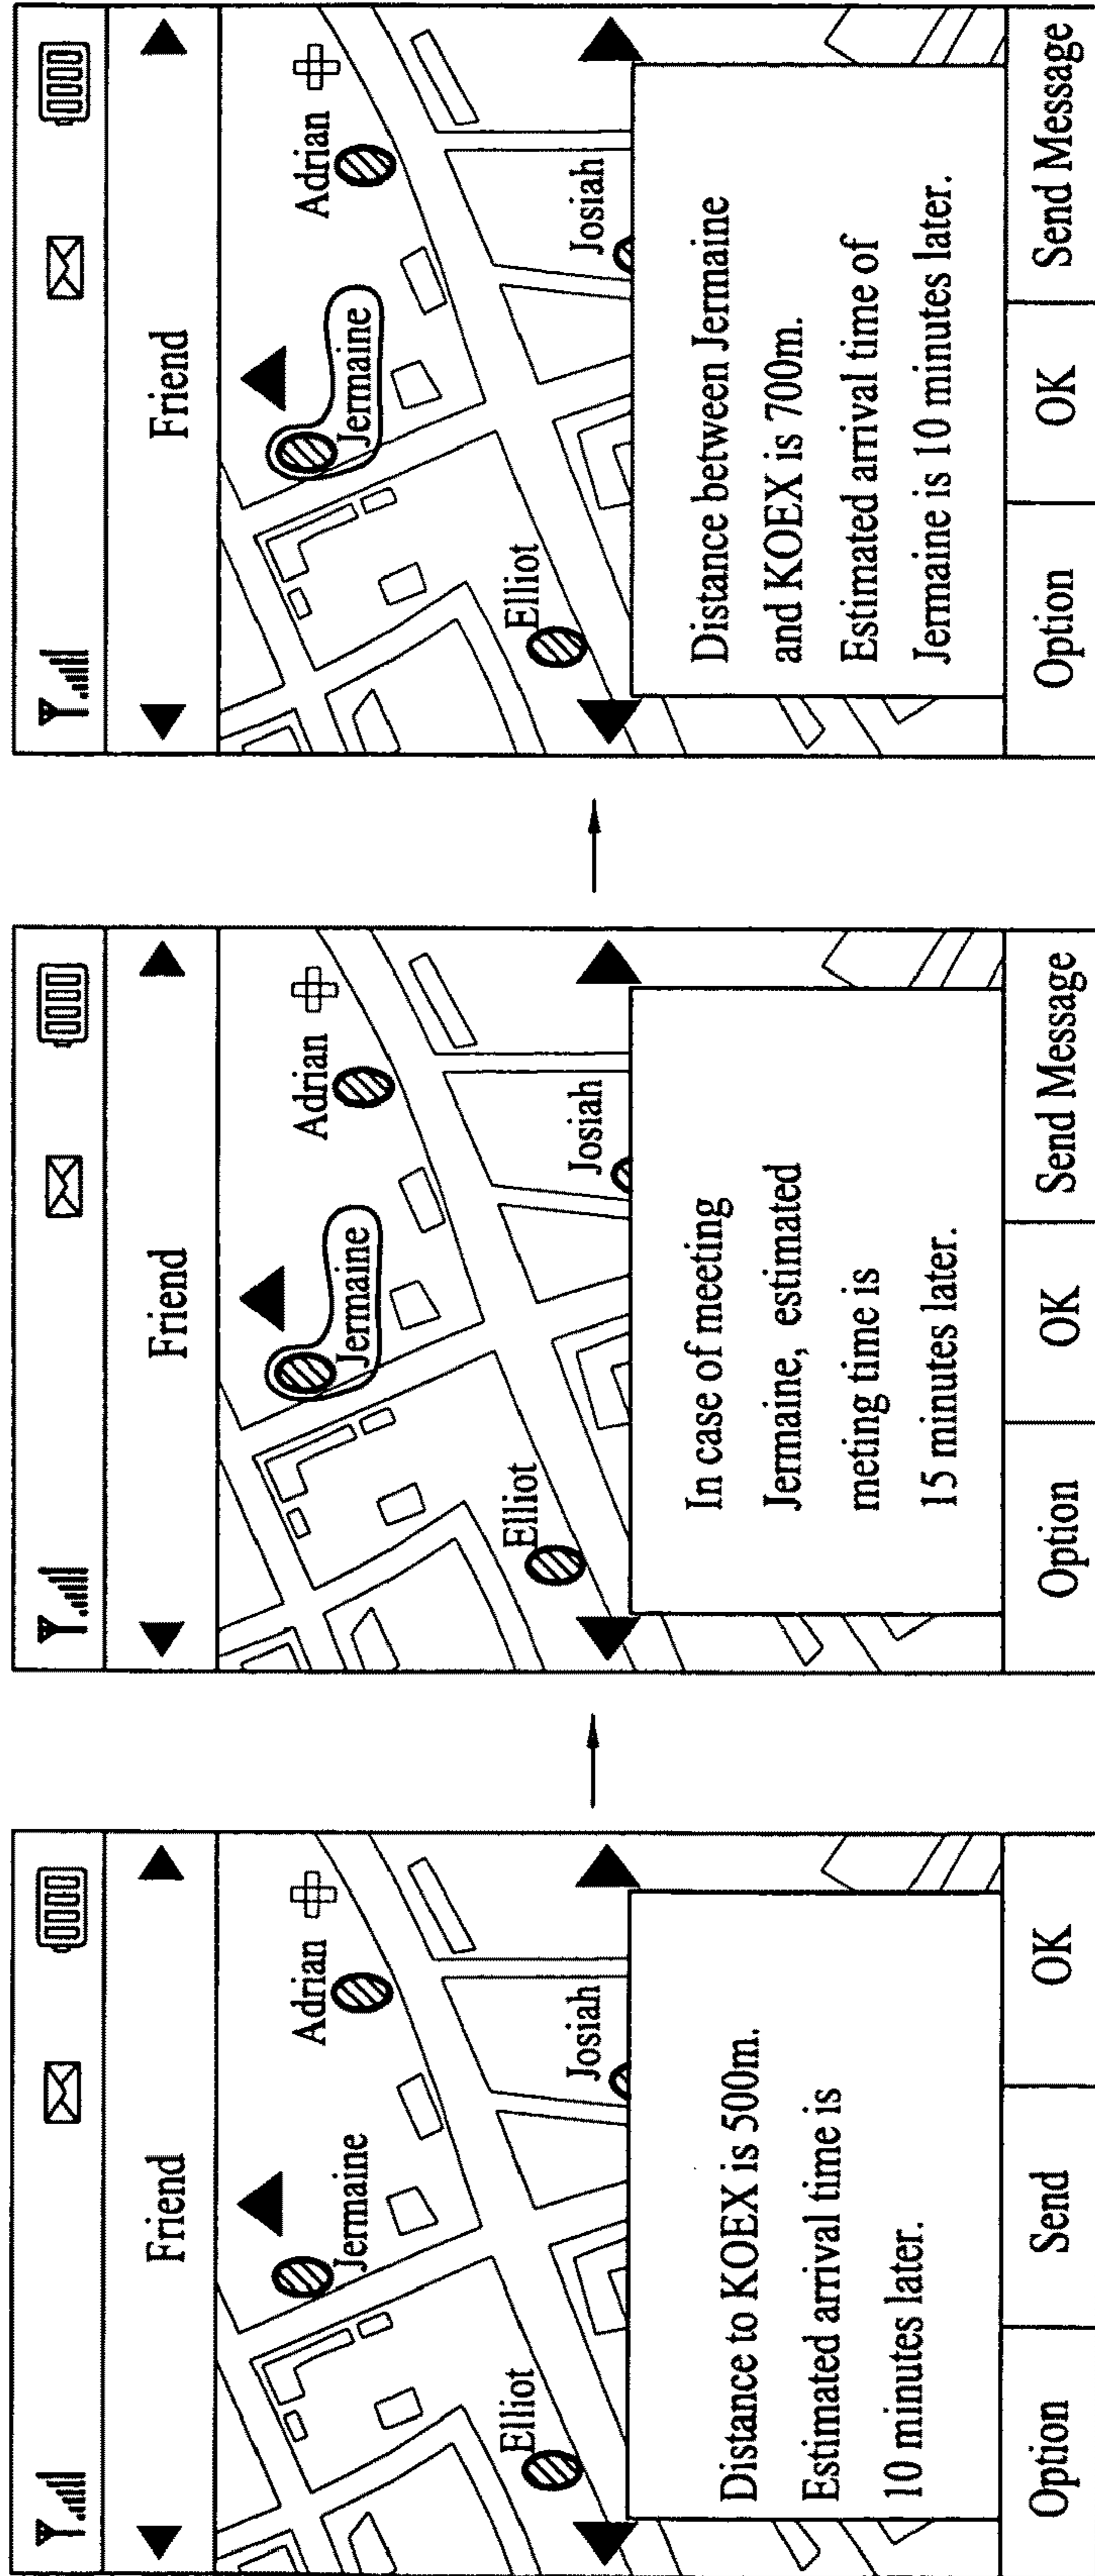 Friend
Adrian
Jermaine
Elliot
Josiah
Distance to KOEX is 500m.
Estimated arrival time is
10 minutes later.
Option
Send
OK
Friend
Adrian
Jermaine
Elliot
Josiah
In case of meeting
Jermaine, estimated
meting time is
15 minutes later.
Option
OK
Send Message
Friend
Adrian
Jermaine
Elliot
Josiah
Distance between Jermaine
and KOEX is 700m.
Estimated arrival time of
Jermaine is 10 minutes later.
Option
OK
Send Message